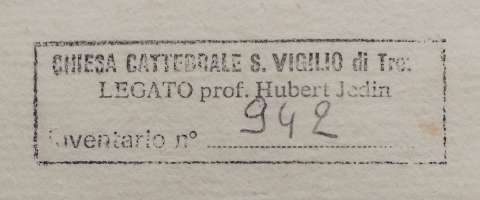 CHIESA CATTEDRALE S. VIGILIO di Tre:
LEGATO prof. Hubert Jedin
Inventario n° 942